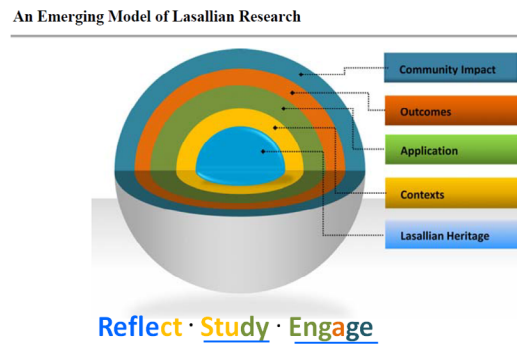 An Emerging Model of Lasallian Research
Community Impact
Outcomes
Application
Contexts
Lasallian Heritage
Reflect · Study · Engage